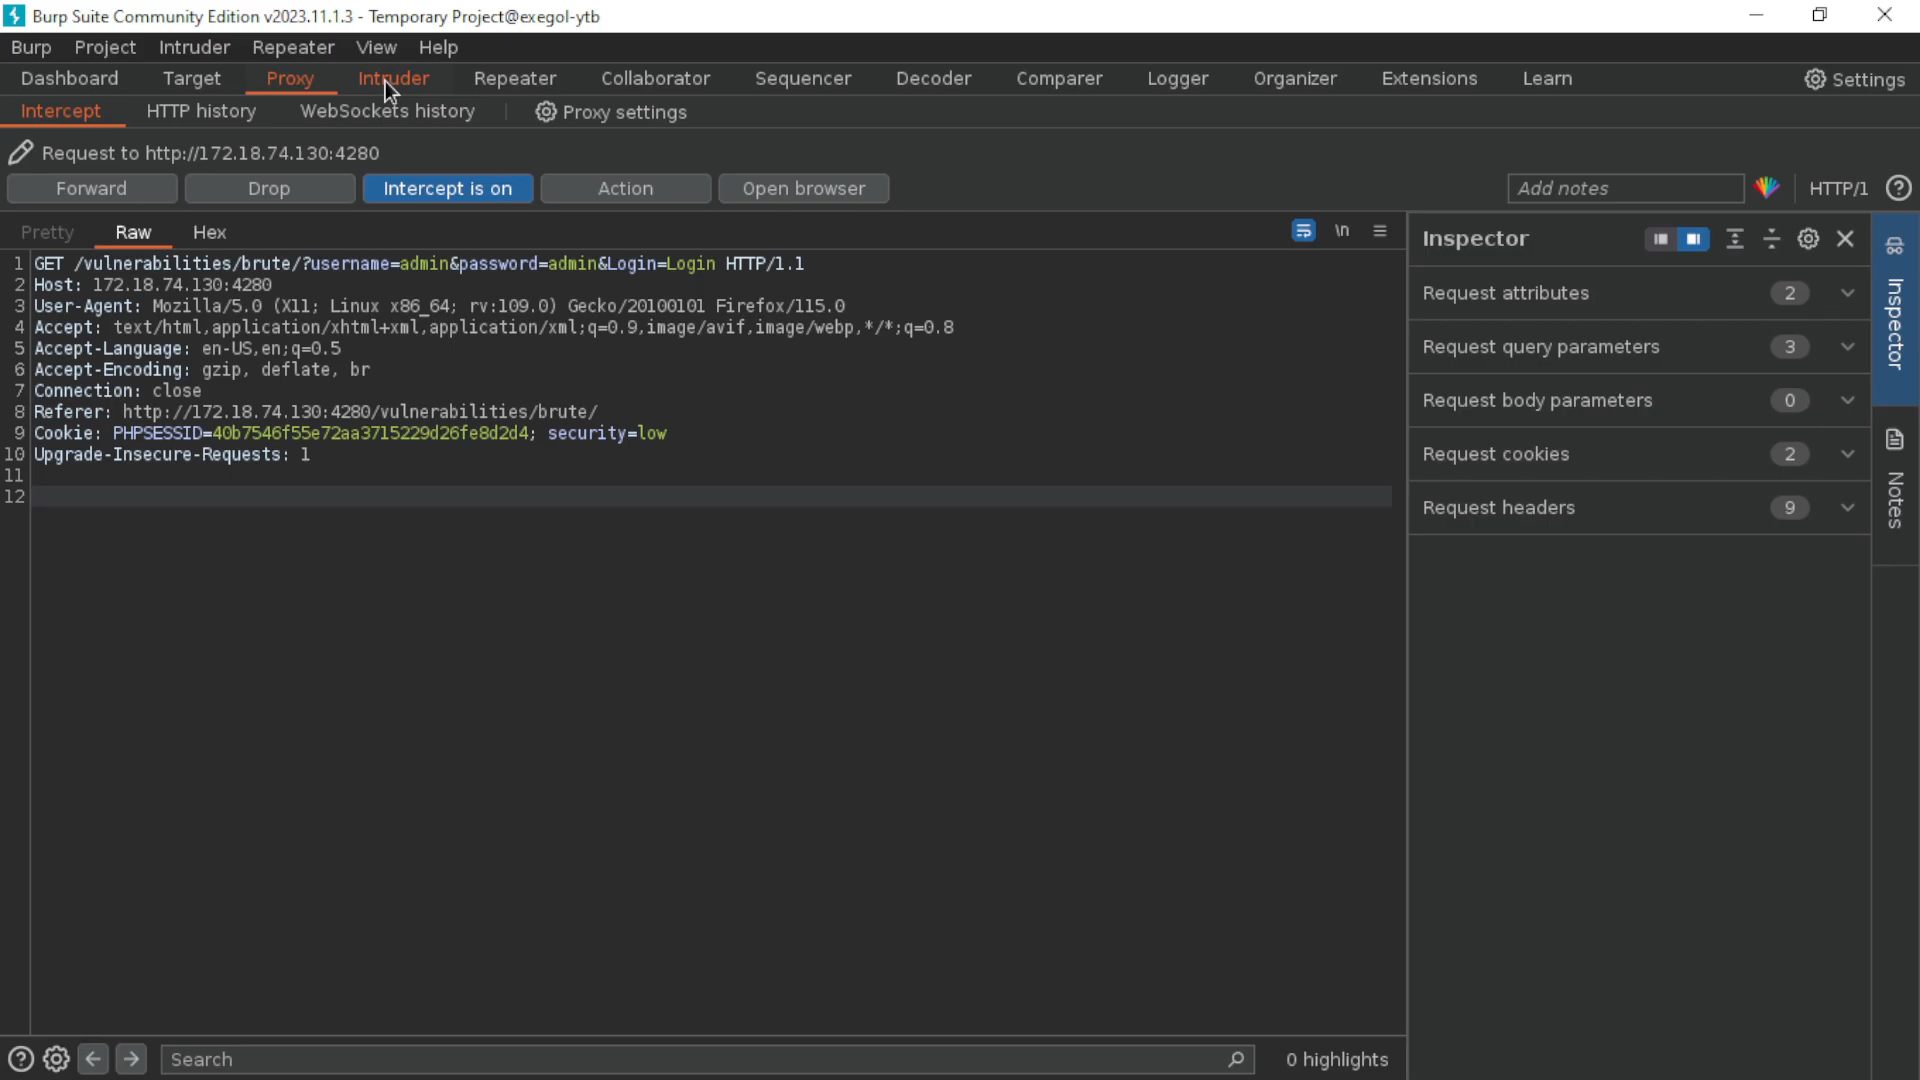 Burp Suite Community Edition v2023.11.1.3 - Temporary Project@exegol-ytb
Burp Project Intruder Repeater View Help
Dashboard Target Proxy Intruder Repeater Collaborator Sequencer Decoder Comparer Logger Organizer Extensions Learn Settings
Intercept HTTP history WebSockets history Proxy settings
Request to http://172.18.74.130:4280
Forward Drop Intercept is on Action Open browser Add notes HTTP/1 ?
Pretty Raw Hex \n
1 GET /vulnerabilities/brute/?username=admin&password=admin&Login=Login HTTP/1.1
2 Host: 172.18.74.130:4280
3 User-Agent: Mozilla/5.0 (X11; Linux x86_64; rv:109.0) Gecko/20100101 Firefox/115.0
4 Accept: text/html,application/xhtml+xml,application/xml;q=0.9,image/avif,image/webp,*/*;q=0.8
5 Accept-Language: en-US,en;q=0.5
6 Accept-Encoding: gzip, deflate, br
7 Connection: close
8 Referer: http://172.18.74.130:4280/vulnerabilities/brute/
9 Cookie: PHPSESSID=40b7546f55e72aa3715229d26fe8d2d4; security=low
10 Upgrade-Insecure-Requests: 1
11
12
Inspector
Request attributes 2
Request query parameters 3
Request body parameters 0
Request cookies 2
Request headers 9
Inspector
Notes
? Search 0 highlights